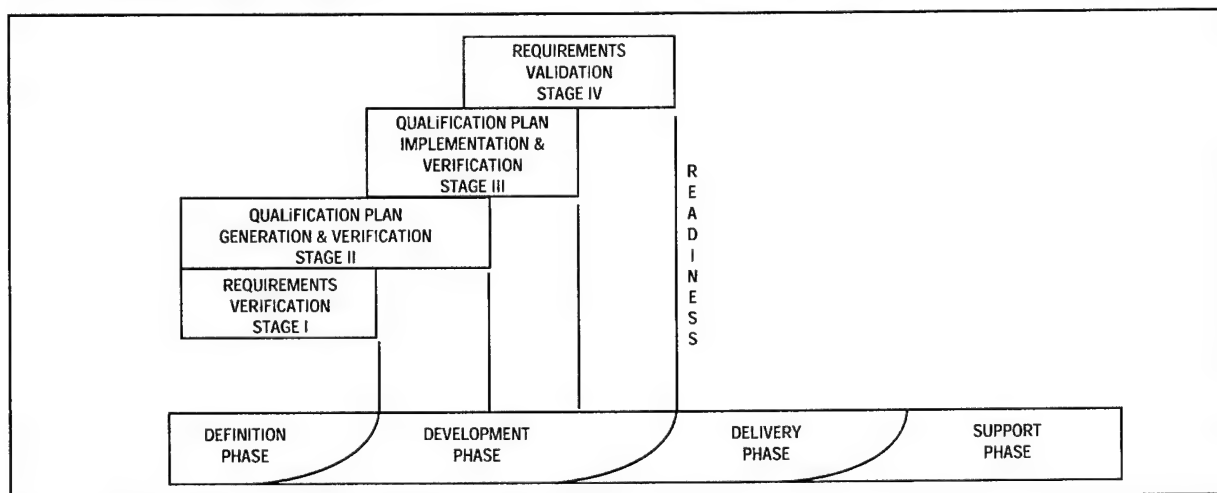 REQUIREMENTS
VALIDATION
STAGE IV
QUALIFICATION PLAN
IMPLEMENTATION &
VERIFICATION
STAGE III
QUALIFICATION PLAN
GENERATION & VERIFICATION
STAGE II
REQUIREMENTS
VERIFICATION
STAGE I
READINESS
DEFINITION
PHASE
DEVELOPMENT
PHASE
DELIVERY
PHASE
SUPPORT
PHASE